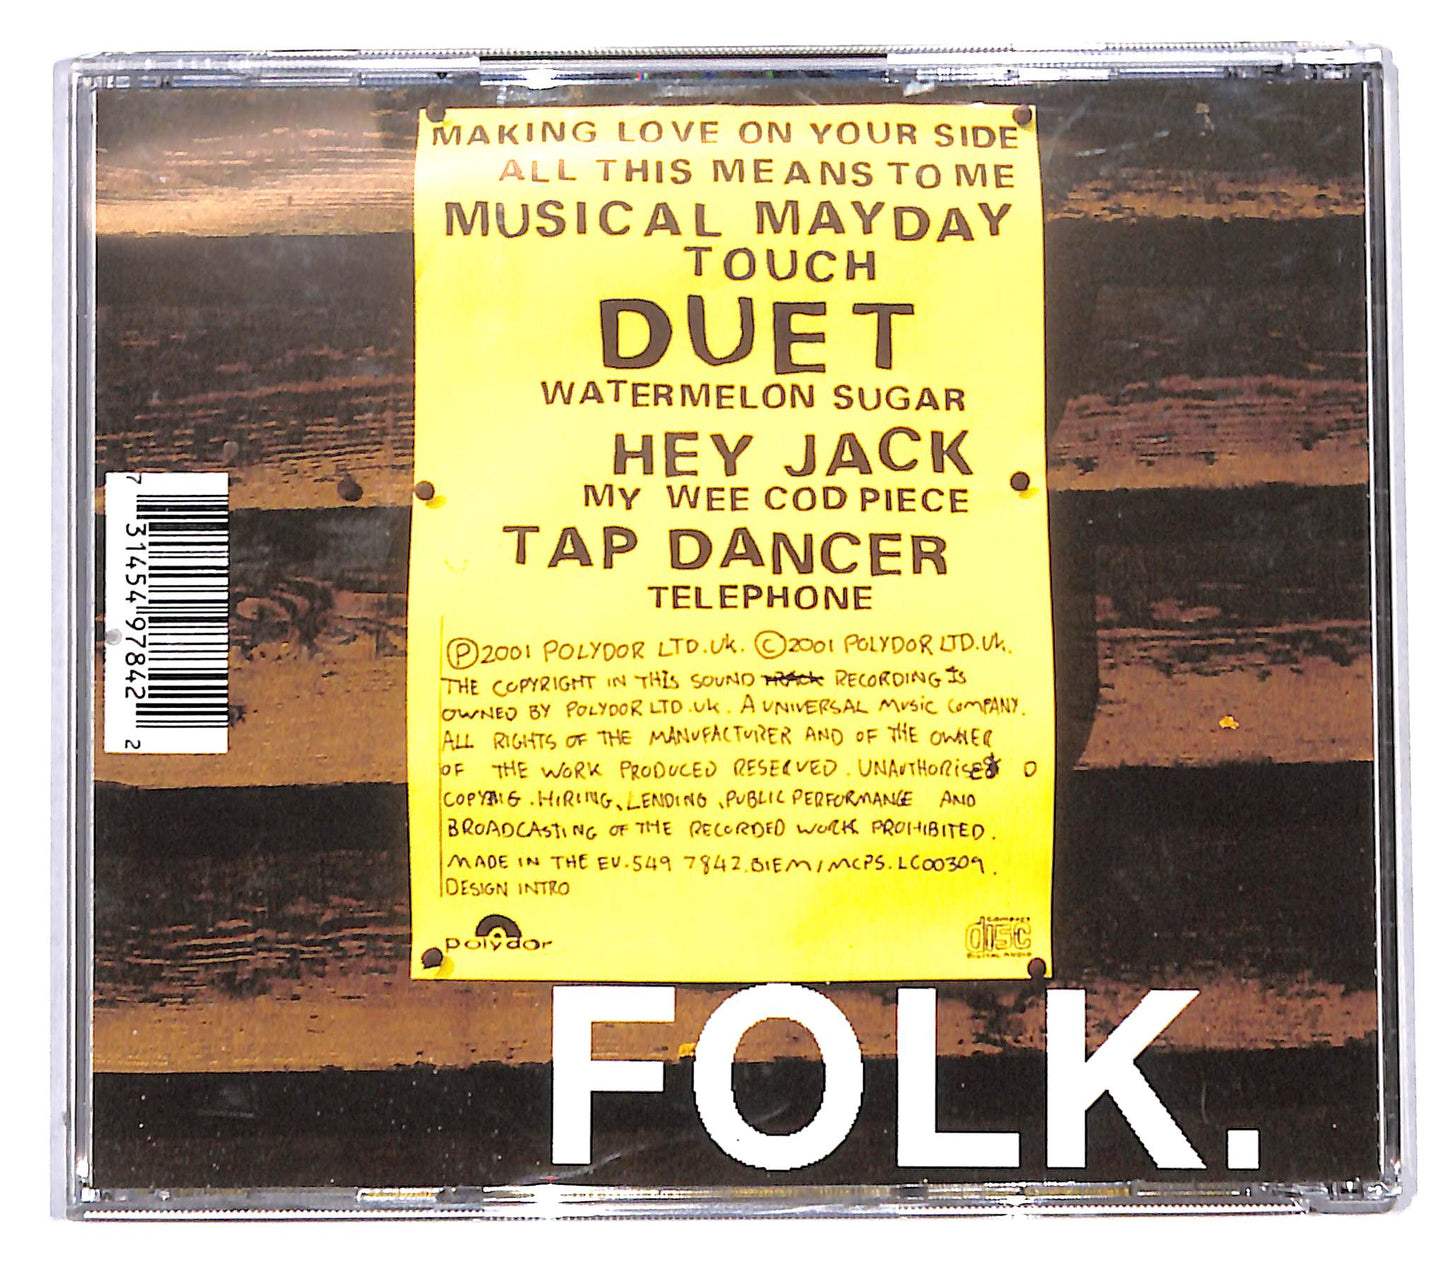 MAKING LOVE ON YOUR SIDE
ALL THIS MEANS TO ME
MUSICAL MAYDAY
TOUCH
DUET
WATERMELON SUGAR
HEY JACK
MY WEE COD PIECE
TAP DANCER
TELEPHONE
Ⓟ2001 POLYDOR LTD.UK. ©2001 POLYDOR LTD.UK.
THE COPYRIGHT IN THIS SOUND TRACK RECORDING IS
OWNED BY POLYDOR LTD.UK. A UNIVERSAL MUSIC COMPANY.
ALL RIGHTS OF THE MANUFACTURER AND OF THE OWNER
OF THE WORK PRODUCED RESERVED. UNAUTHORISED
COPYING. HIRING, LENDING, PUBLIC PERFORMANCE AND
BROADCASTING OF THE RECORDED WORK PROHIBITED.
MADE IN THE EU. 549 7842. BIEM/MCPS. LC00309.
DESIGN INTRO
polydor
COMPACT
disc
DIGITAL AUDIO
7 31454 97842 2
FOLK.